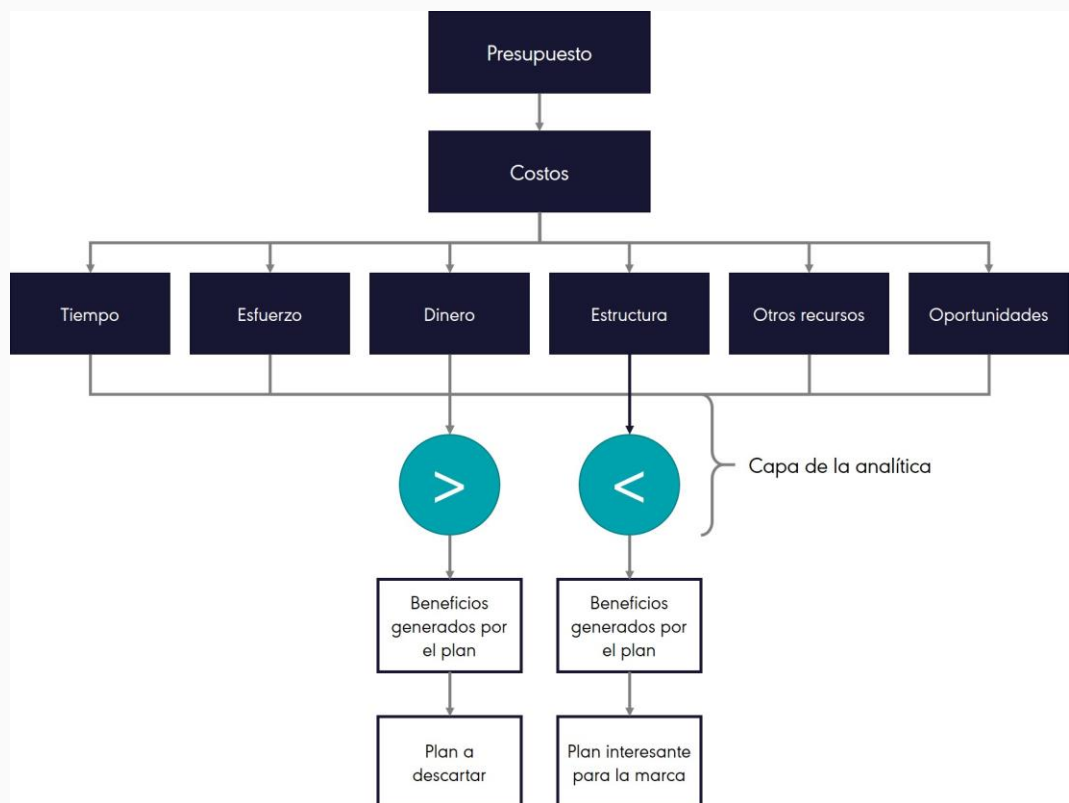 Presupuesto
Costos
Tiempo
Esfuerzo
Dinero
Estructura
Otros recursos
Oportunidades
>
<
Capa de la analítica
Beneficios
generados por
el plan
Beneficios
generados por
el plan
Plan a
descartar
Plan interesante
para la marca